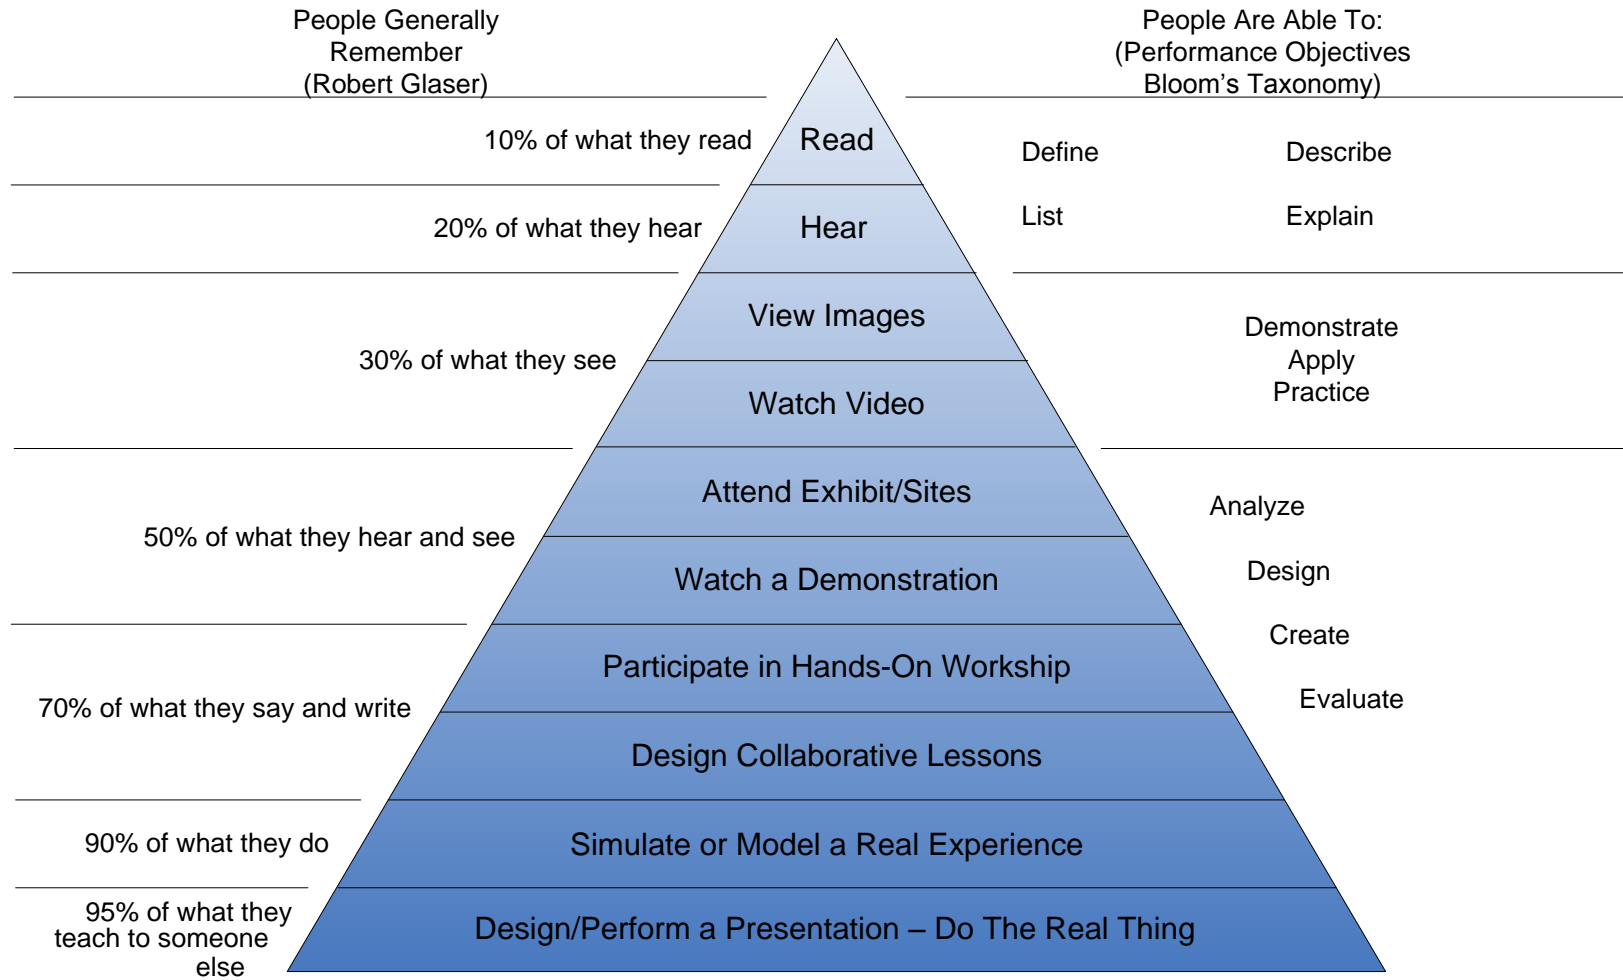 People Generally
Remember
(Robert Glaser)
People Are Able To:
(Performance Objectives
Bloom's Taxonomy)
10% of what they read
Read
Define
Describe
20% of what they hear
Hear
List
Explain
30% of what they see
View Images
Watch Video
Demonstrate
Apply
Practice
50% of what they hear and see
Attend Exhibit/Sites
Watch a Demonstration
Analyze
Design
Create
Evaluate
70% of what they say and write
Participate in Hands-On Workship
Design Collaborative Lessons
90% of what they do
Simulate or Model a Real Experience
95% of what they
teach to someone
else
Design/Perform a Presentation – Do The Real Thing